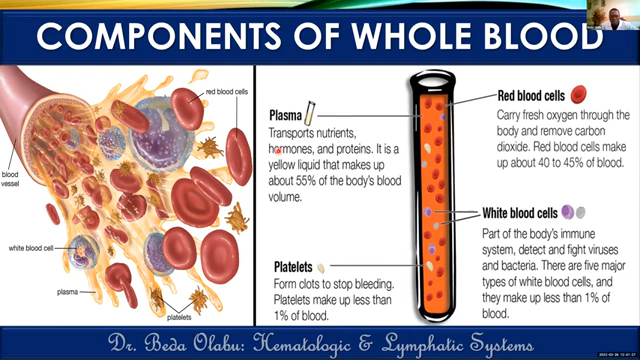 COMPONENTS OF WHOLE BLOOD
red blood cells
blood
vessel
white blood cell
plasma
platelets
Plasma
Transports nutrients,
hormones, and proteins. It is a
yellow liquid that makes up
about 55% of the body's blood
volume.
Platelets
Form clots to stop bleeding.
Platelets make up less than
1% of blood.
Red blood cells
Carry fresh oxygen through the
body and remove carbon
dioxide. Red blood cells make
up about 40 to 45% of blood.
White blood cells
Part of the body's immune
system, detect and fight viruses
and bacteria. There are five major
types of white blood cells, and
they make up less than 1% of
blood.
Dr. Beda Olabu: Hematologic & Lymphatic Systems